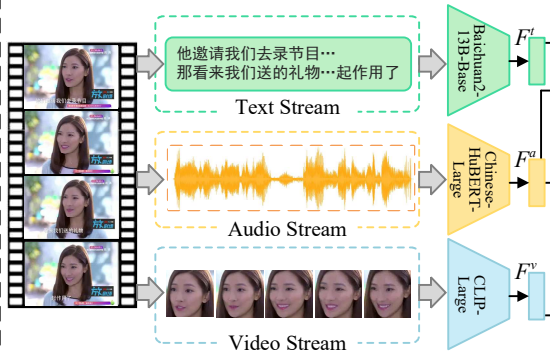 他邀请我们去录节目…
那看来我们送的礼物…起作用了
Text Stream
Baichuan2-
13B-Base
F^t
Audio Stream
Chinese-
HuBERT-
Large
F^a
Video Stream
CLIP-
Large
F^v